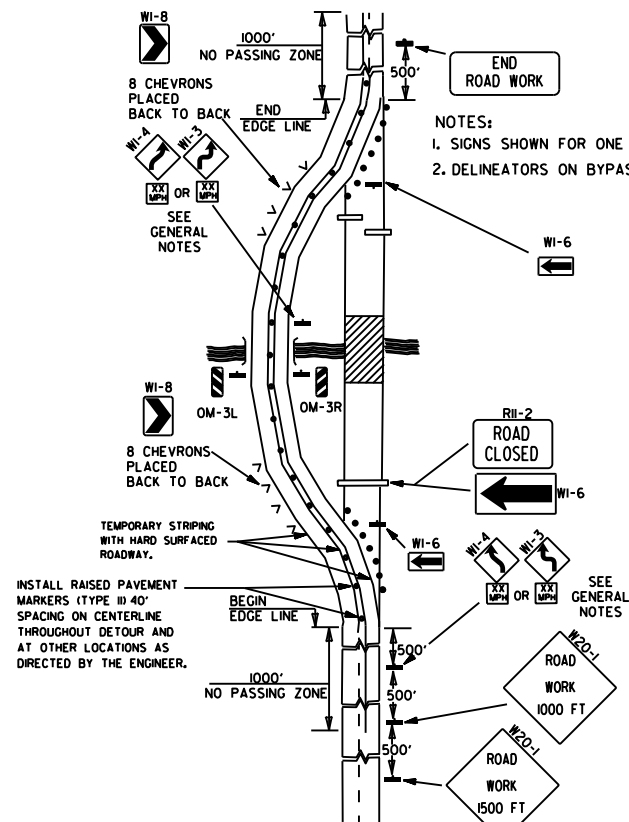 W1-8
1000'
NO PASSING ZONE
500'
END
ROAD WORK
8 CHEVRONS
PLACED
BACK TO BACK
END
EDGE LINE
NOTES:
1. SIGNS SHOWN FOR ONE
2. DELINEATORS ON BYPAS
W1-4
W1-3
XX
MPH
OR
XX
MPH
SEE
GENERAL
NOTES
W1-6
W1-8
OM-3L
OM-3R
R11-2
ROAD
CLOSED
W1-6
8 CHEVRONS
PLACED
BACK TO BACK
TEMPORARY STRIPING
WITH HARD SURFACED
ROADWAY.
W1-6
W1-4
W1-3
XX
MPH
OR
XX
MPH
SEE
GENERAL
NOTES
INSTALL RAISED PAVEMENT
MARKERS (TYPE II) 40'
SPACING ON CENTERLINE
THROUGHOUT DETOUR AND
AT OTHER LOCATIONS AS
DIRECTED BY THE ENGINEER.
BEGIN
EDGE LINE
500'
1000'
NO PASSING ZONE
500'
W20-1
ROAD
WORK
1000 FT
500'
W20-1
ROAD
WORK
1500 FT